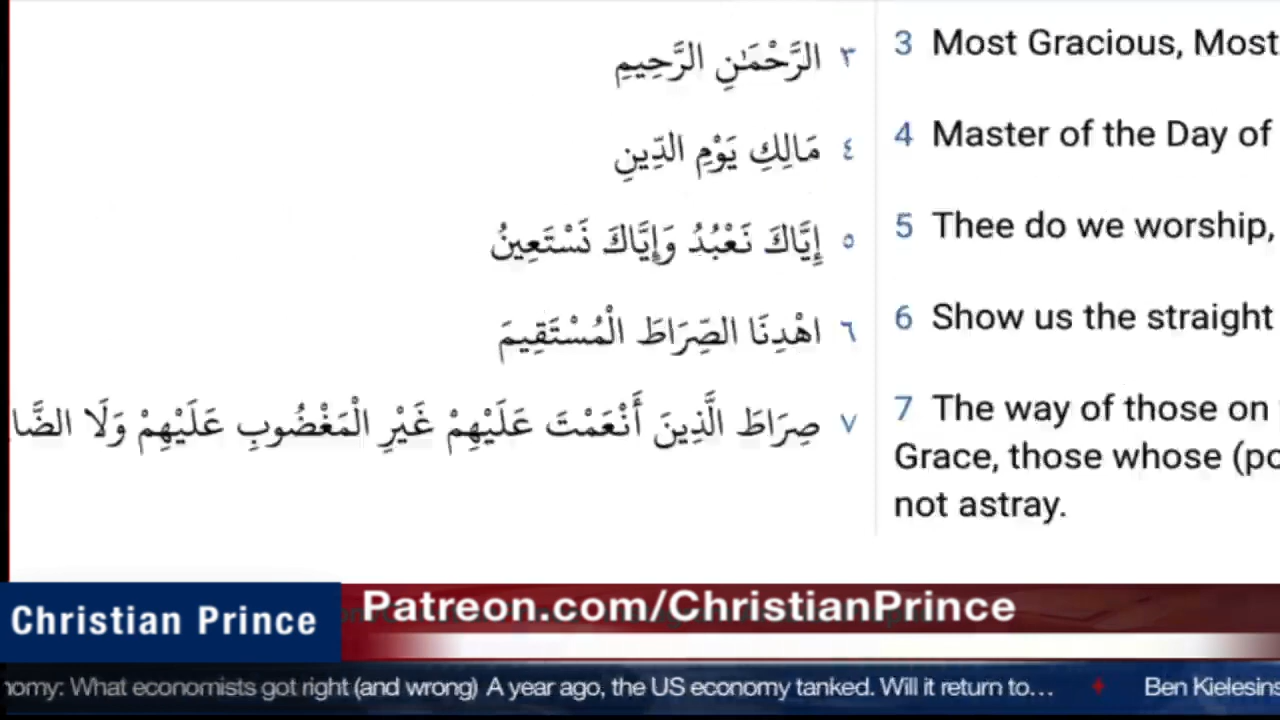 ٣ الرَّحْمَٰنِ الرَّحِيمِ
3 Most Gracious, Most
٤ مَالِكِ يَوْمِ الدِّينِ
4 Master of the Day of
٥ إِيَّاكَ نَعْبُدُ وَإِيَّاكَ نَسْتَعِينُ
5 Thee do we worship,
٦ اهْدِنَا الصِّرَاطَ الْمُسْتَقِيمَ
6 Show us the straight
٧ صِرَاطَ الَّذِينَ أَنْعَمْتَ عَلَيْهِمْ غَيْرِ الْمَغْضُوبِ عَلَيْهِمْ وَلَا الضَّا
7 The way of those on
Grace, those whose (po
not astray.
Christian Prince
Patreon.com/ChristianPrince
nomy: What economists got right (and wrong) A year ago, the US economy tanked. Will it return to… Ben Kielesins